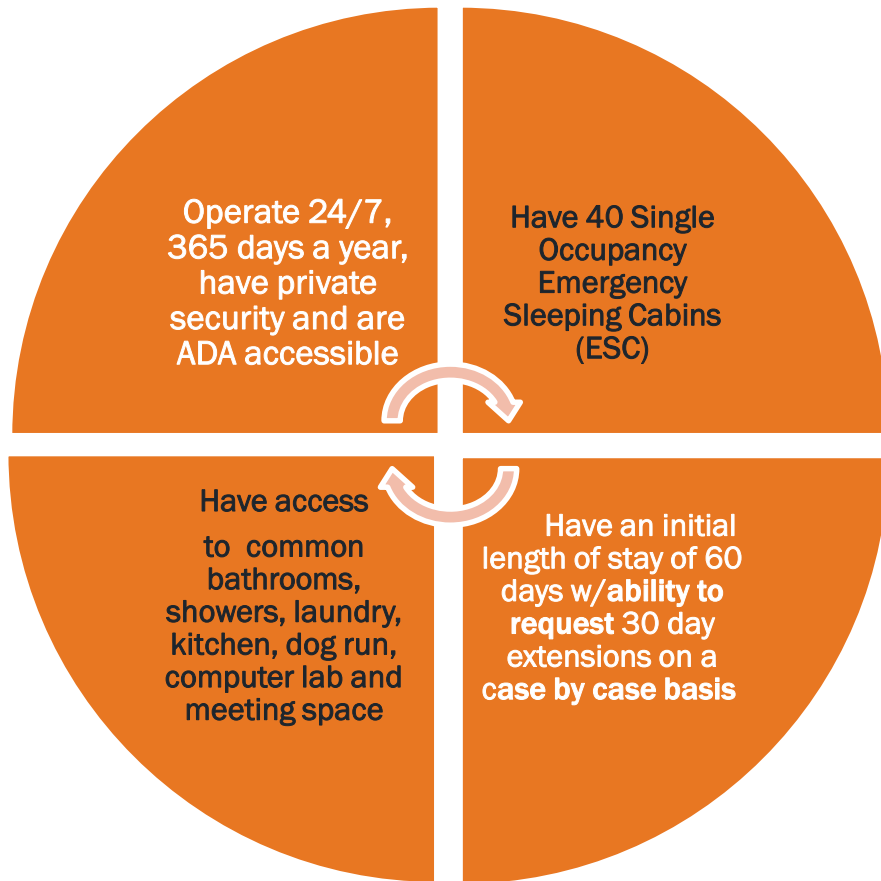 Operate 24/7,
365 days a year,
have private
security and are
ADA accessible
Have 40 Single
Occupancy
Emergency
Sleeping Cabins
(ESC)
Have access
to common
bathrooms,
showers, laundry,
kitchen, dog run,
computer lab and
meeting space
Have an initial
length of stay of 60
days w/ability to
request 30 day
extensions on a
case by case basis